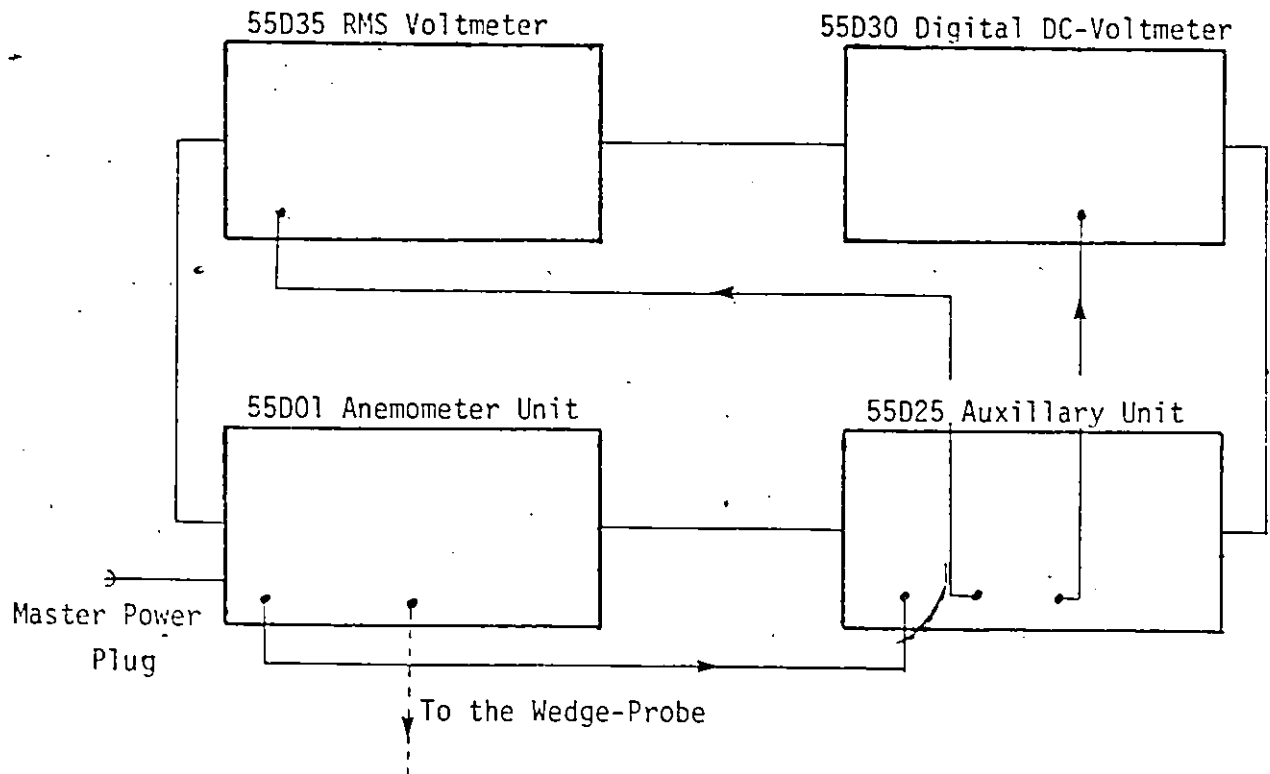 55D35 RMS Voltmeter
55D30 Digital DC-Voltmeter
55D01 Anemometer Unit
55D25 Auxillary Unit
Master Power
Plug
To the Wedge-Probe